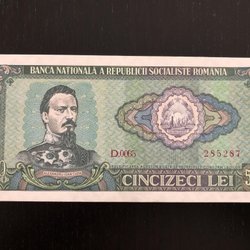 BANCA NATIONALA A REPUBLICII SOCIALISTE ROMANIA
D.0065 285287
CINCIZECI LEI